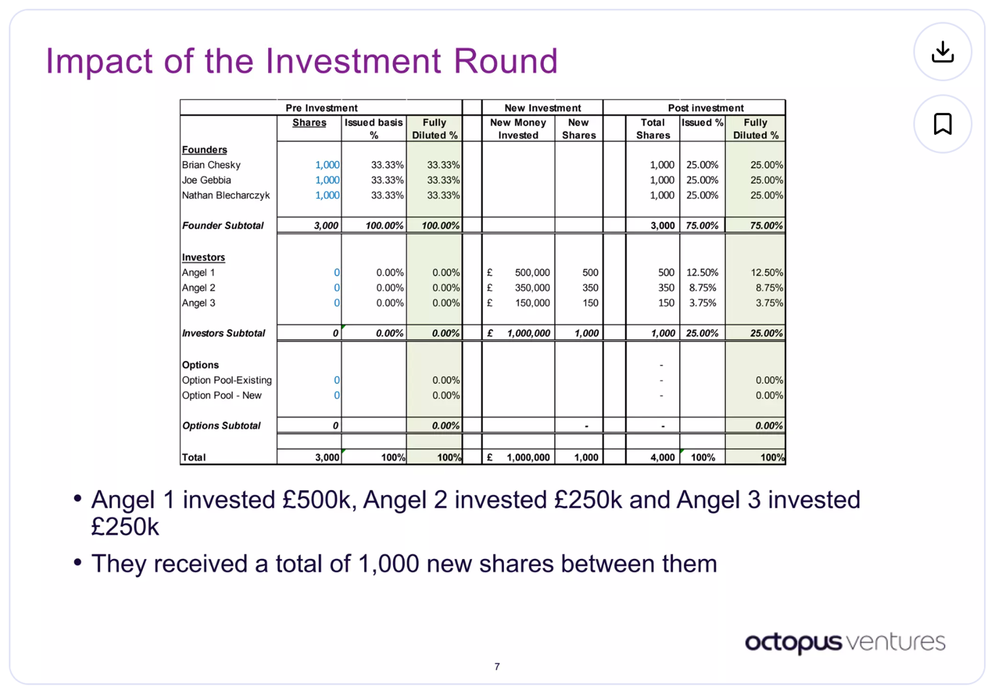 Impact of the Investment Round
Pre Investment New Investment Post investment
Shares Issued basis % Fully Diluted % New Money Invested New Shares Total Shares Issued % Fully Diluted %
Founders
Brian Chesky 1,000 33.33% 33.33% 1,000 25.00% 25.00%
Joe Gebbia 1,000 33.33% 33.33% 1,000 25.00% 25.00%
Nathan Blecharczyk 1,000 33.33% 33.33% 1,000 25.00% 25.00%
Founder Subtotal 3,000 100.00% 100.00% 3,000 75.00% 75.00%
Investors
Angel 1 0 0.00% 0.00% £ 500,000 500 500 12.50% 12.50%
Angel 2 0 0.00% 0.00% £ 350,000 350 350 8.75% 8.75%
Angel 3 0 0.00% 0.00% £ 150,000 150 150 3.75% 3.75%
Investors Subtotal 0 0.00% 0.00% £ 1,000,000 1,000 1,000 25.00% 25.00%
Options -
Option Pool-Existing 0 0.00% - 0.00%
Option Pool - New 0 0.00% - 0.00%
Options Subtotal 0 0.00% - - 0.00%
Total 3,000 100% 100% £ 1,000,000 1,000 4,000 100% 100%
• Angel 1 invested £500k, Angel 2 invested £250k and Angel 3 invested
£250k
• They received a total of 1,000 new shares between them
octopus ventures
7